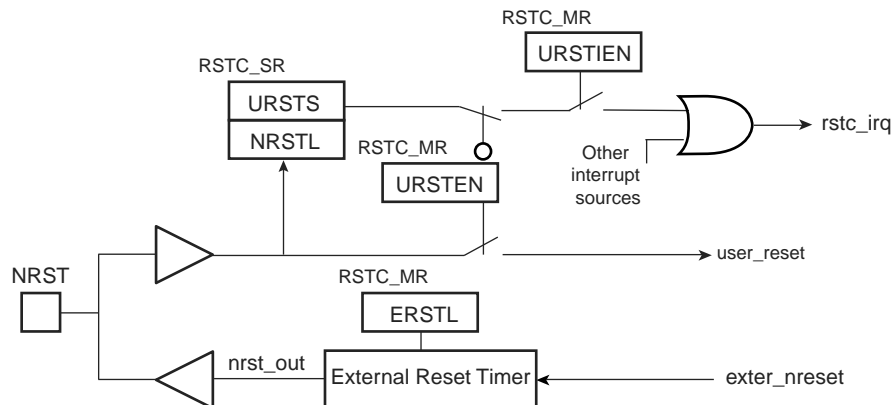 RSTC_MR
URSTIEN
RSTC_SR
URSTS
NRSTL
RSTC_MR
URSTEN
rstc_irq
Other
interrupt
sources
user_reset
NRST
RSTC_MR
ERSTL
nrst_out
External Reset Timer
exter_nreset